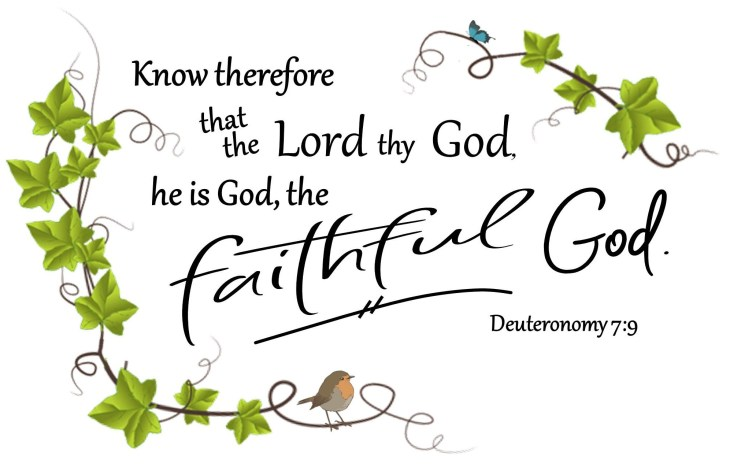 Know therefore
that
the Lord thy God,
he is God, the
faithful God.
Deuteronomy 7:9